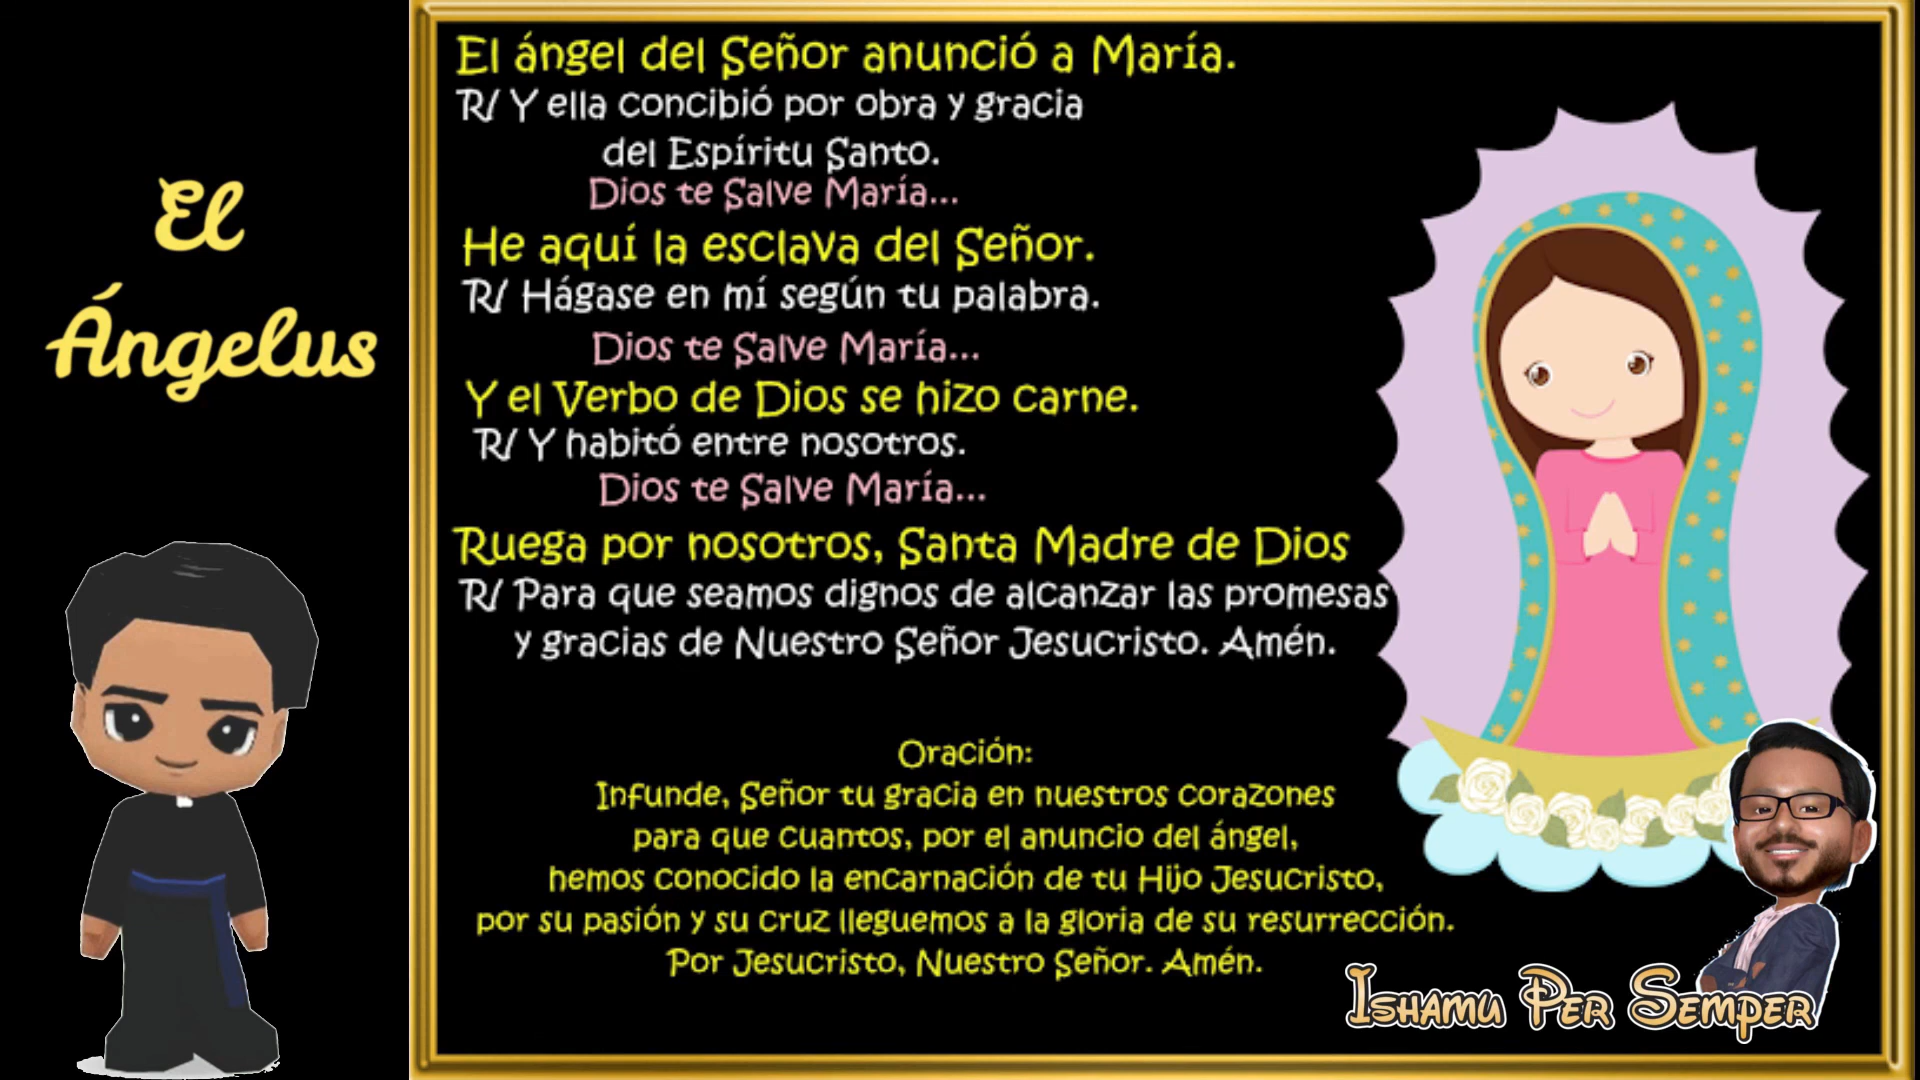 El
Ángelus
El ángel del Señor anunció a María.
R/ Y ella concibió por obra y gracia
del Espíritu Santo.
Dios te Salve María...
He aquí la esclava del Señor.
R/ Hágase en mí según tu palabra.
Dios te Salve María...
Y el Verbo de Dios se hizo carne.
R/ Y habitó entre nosotros.
Dios te Salve María...
Ruega por nosotros, Santa Madre de Dios
R/ Para que seamos dignos de alcanzar las promesas
y gracias de Nuestro Señor Jesucristo. Amén.
Oración:
Infunde, Señor tu gracia en nuestros corazones
para que cuantos, por el anuncio del ángel,
hemos conocido la encarnación de tu Hijo Jesucristo,
por su pasión y su cruz lleguemos a la gloria de su resurrección.
Por Jesucristo, Nuestro Señor. Amén.
Ishamu Per Semper